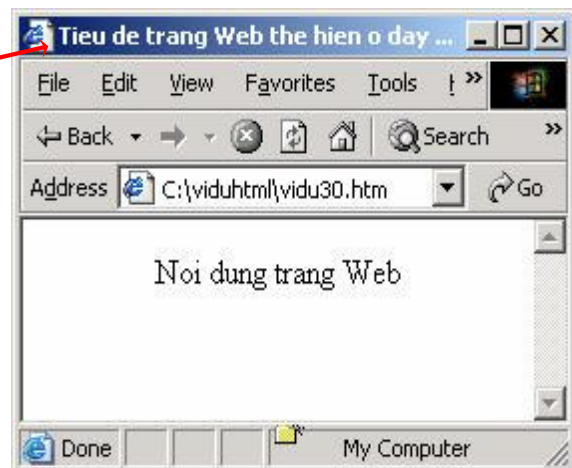 Tieu de trang Web the hien o day ...
File Edit View Favorites Tools »
Back Search »
Address C:\viduhtml\vidu30.htm Go
Noi dung trang Web
Done My Computer